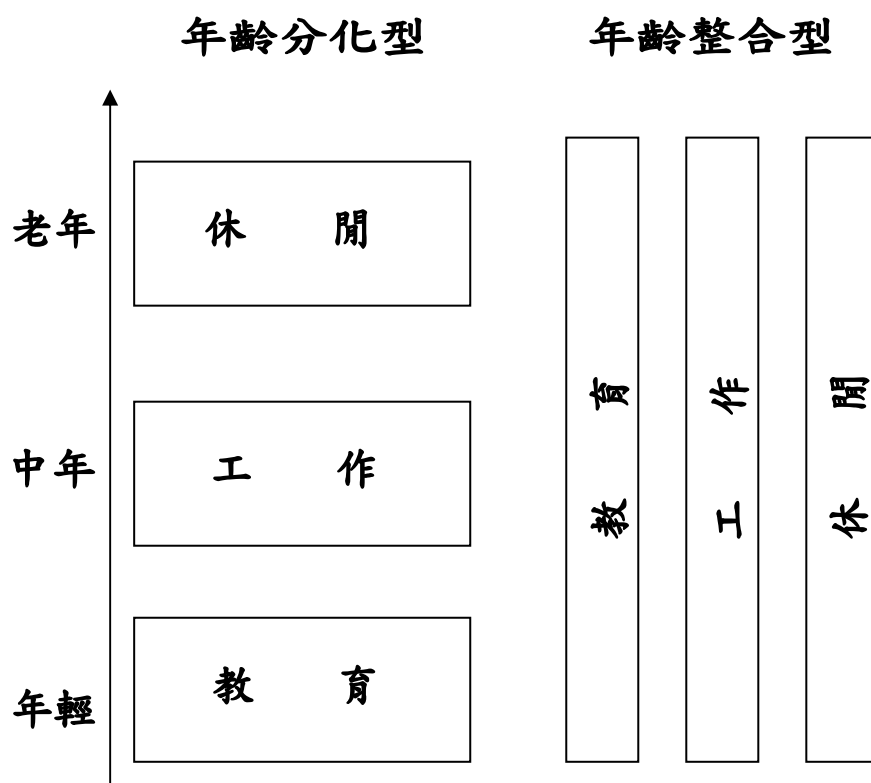 年齡分化型
年齡整合型
老年
休 閒
中年
工 作
年輕
教 育
教育
工作
休閒